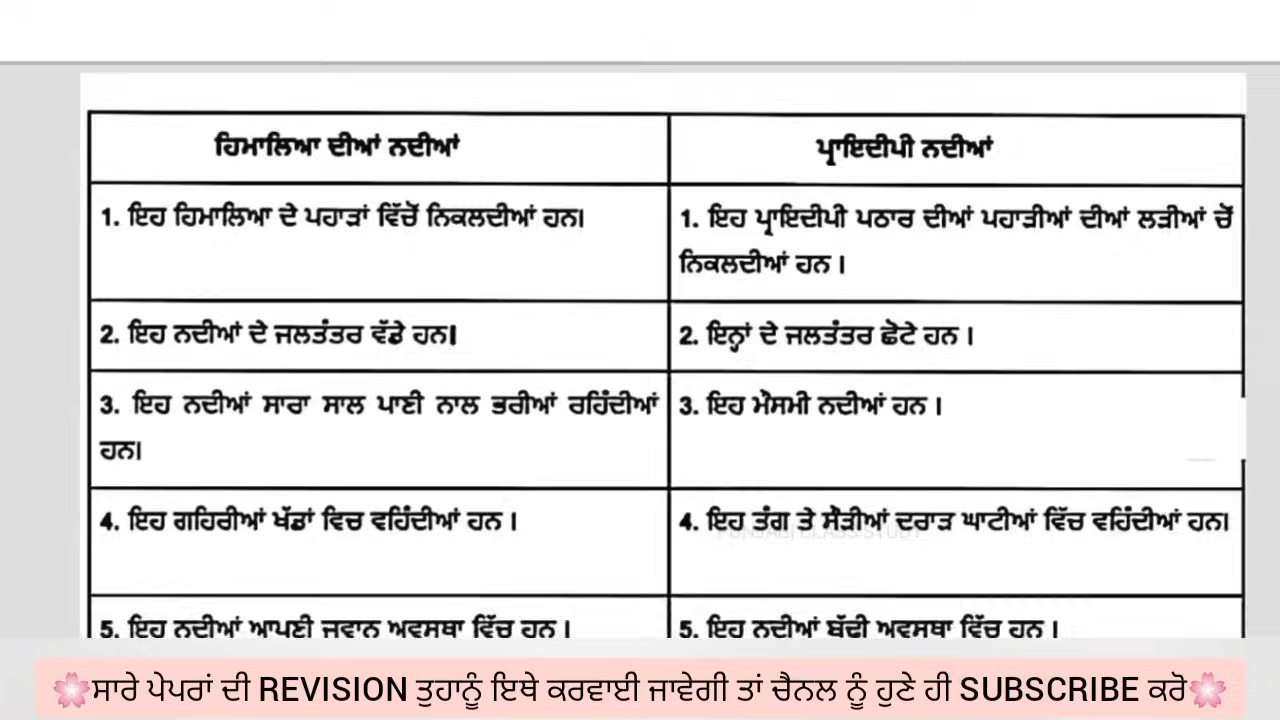 ਹਿਮਾਲਿਆ ਦੀਆਂ ਨਦੀਆਂ
ਪ੍ਰਾਇਦੀਪੀ ਨਦੀਆਂ
1. ਇਹ ਹਿਮਾਲਿਆ ਦੇ ਪਹਾੜਾਂ ਵਿੱਚੋਂ ਨਿਕਲਦੀਆਂ ਹਨ।
1. ਇਹ ਪ੍ਰਾਇਦੀਪੀ ਪਠਾਰ ਦੀਆਂ ਪਹਾੜੀਆਂ ਦੀਆਂ ਲੜੀਆਂ ਚੋਂ
ਨਿਕਲਦੀਆਂ ਹਨ ।
2. ਇਹ ਨਦੀਆਂ ਦੇ ਜਲਤੰਤਰ ਵੱਡੇ ਹਨ।
2. ਇਨ੍ਹਾਂ ਦੇ ਜਲਤੰਤਰ ਛੋਟੇ ਹਨ ।
3. ਇਹ ਨਦੀਆਂ ਸਾਰਾ ਸਾਲ ਪਾਣੀ ਨਾਲ ਭਰੀਆਂ ਰਹਿੰਦੀਆਂ
ਹਨ।
3. ਇਹ ਮੌਸਮੀ ਨਦੀਆਂ ਹਨ ।
4. ਇਹ ਗਹਿਰੀਆਂ ਖੱਡਾਂ ਵਿਚ ਵਹਿੰਦੀਆਂ ਹਨ ।
4. ਇਹ ਤੰਗ ਤੇ ਸੌੜੀਆਂ ਦਰਾੜ ਘਾਟੀਆਂ ਵਿੱਚ ਵਹਿੰਦੀਆਂ ਹਨ।
PUNJABI CLASS STUDY
5. ਇਹ ਨਦੀਆਂ ਆਪਣੀ ਜਵਾਨ ਅਵਸਥਾ ਵਿੱਚ ਹਨ ।
5. ਇਹ ਨਦੀਆਂ ਬੁੱਢੀ ਅਵਸਥਾ ਵਿੱਚ ਹਨ ।
🌸ਸਾਰੇ ਪੇਪਰਾਂ ਦੀ REVISION ਤੁਹਾਨੂੰ ਇਥੇ ਕਰਵਾਈ ਜਾਵੇਗੀ ਤਾਂ ਚੈਨਲ ਨੂੰ ਹੁਣੇ ਹੀ SUBSCRIBE ਕਰੋ🌸